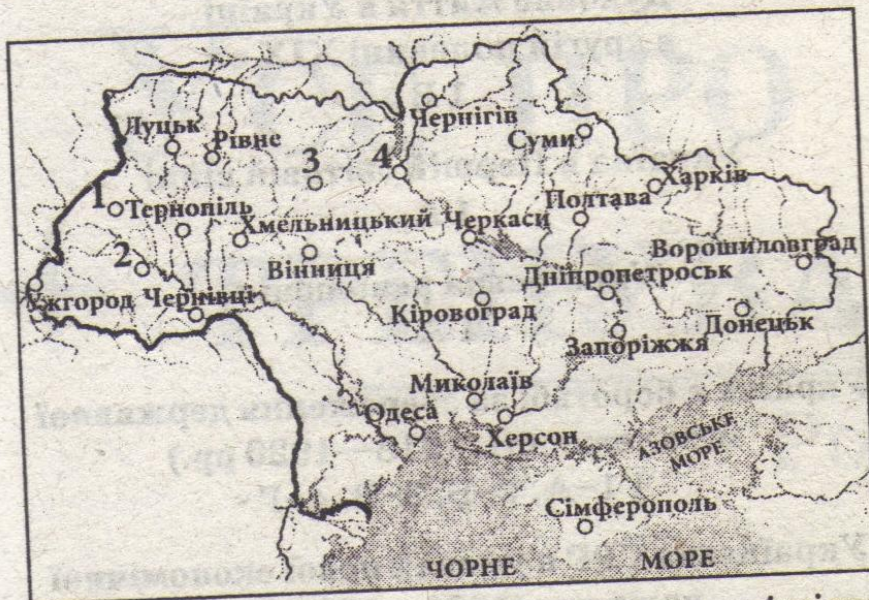 Чернігів
Луцьк
Рівне
Суми
3
4
Харків
1
Тернопіль
Хмельницький
Черкаси
Полтава
2
Вінниця
Ворошиловград
Дніпропетроськ
Ужгород
Чернівці
Кіровоград
Донецьк
Запоріжжя
Миколаїв
Одеса
Херсон
АЗОВСЬКЕ
МОРЕ
Сімферополь
ЧОРНЕ
МОРЕ